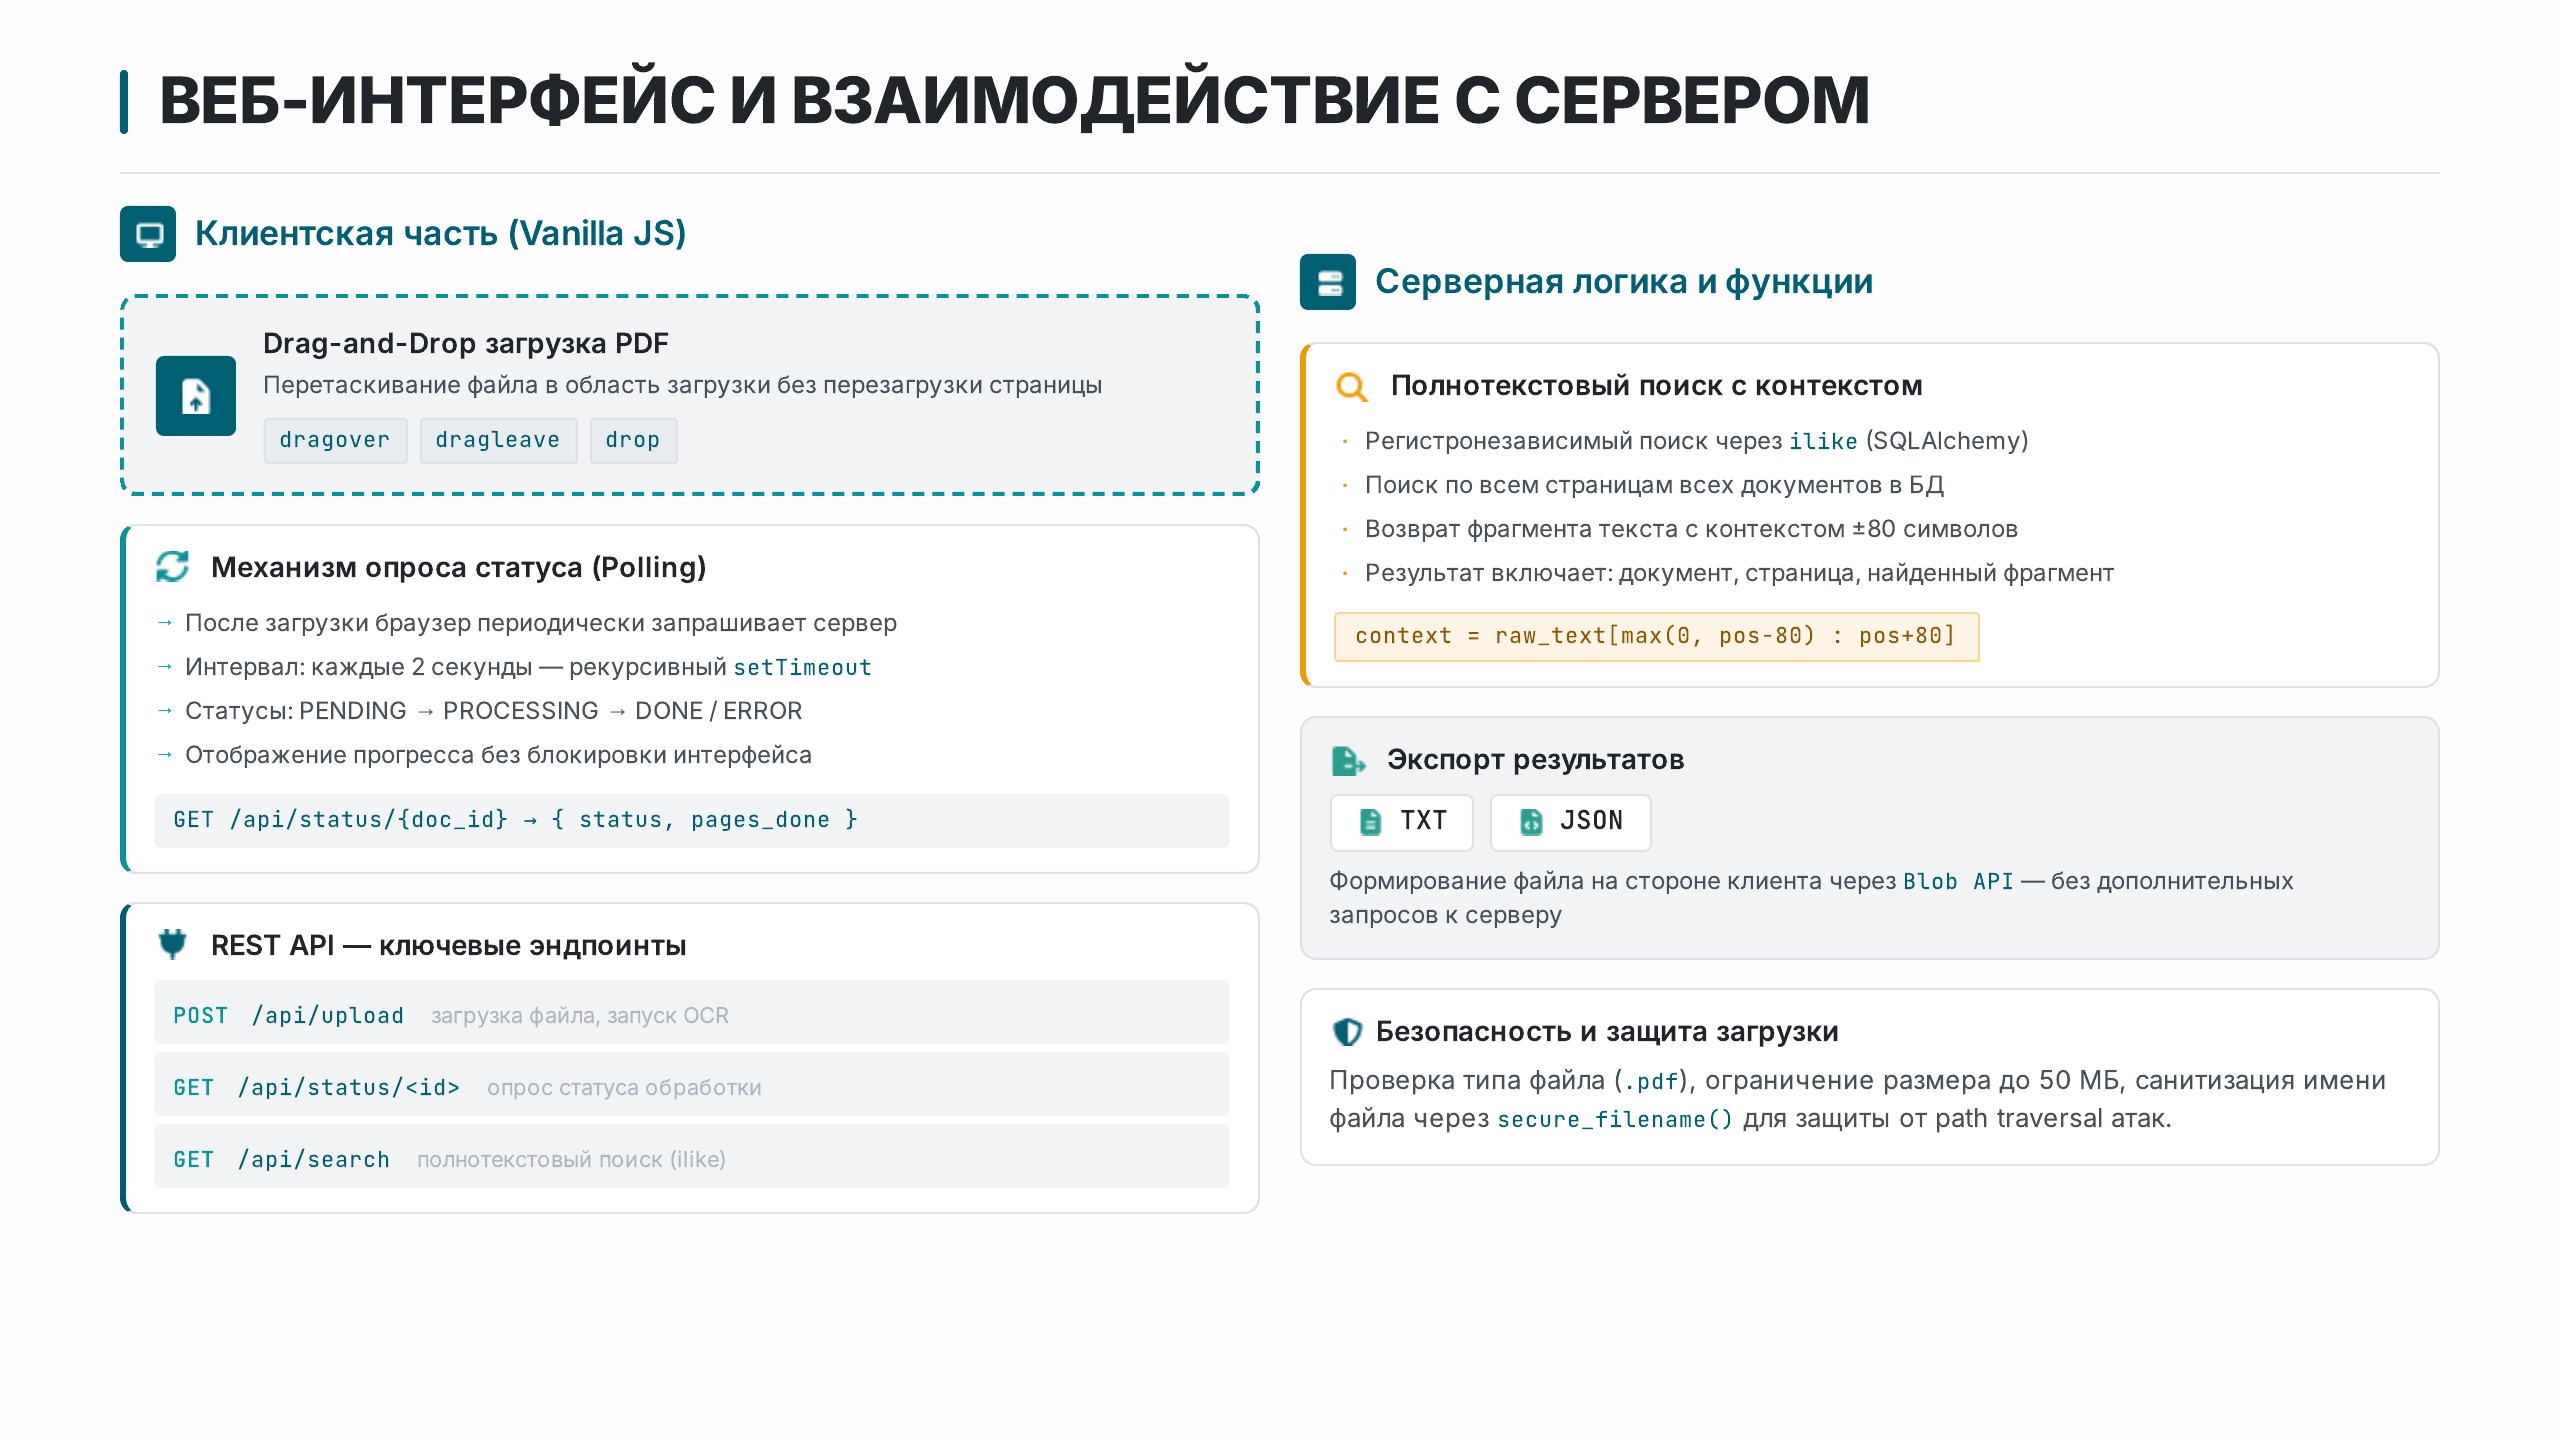 ВЕБ-ИНТЕРФЕЙС И ВЗАИМОДЕЙСТВИЕ С СЕРВЕРОМ
Клиентская часть (Vanilla JS)
Drag-and-Drop загрузка PDF
Перетаскивание файла в область загрузки без перезагрузки страницы
dragover dragleave drop
Механизм опроса статуса (Polling)
→ После загрузки браузер периодически запрашивает сервер
→ Интервал: каждые 2 секунды — рекурсивный setTimeout
→ Статусы: PENDING → PROCESSING → DONE / ERROR
→ Отображение прогресса без блокировки интерфейса
GET /api/status/{doc_id} → { status, pages_done }
REST API — ключевые эндпоинты
POST /api/upload загрузка файла, запуск OCR
GET /api/status/<id> опрос статуса обработки
GET /api/search полнотекстовый поиск (ilike)
Серверная логика и функции
Полнотекстовый поиск с контекстом
· Регистронезависимый поиск через ilike (SQLAlchemy)
· Поиск по всем страницам всех документов в БД
· Возврат фрагмента текста с контекстом ±80 символов
· Результат включает: документ, страница, найденный фрагмент
context = raw_text[max(0, pos-80) : pos+80]
Экспорт результатов
TXT JSON
Формирование файла на стороне клиента через Blob API — без дополнительных
запросов к серверу
Безопасность и защита загрузки
Проверка типа файла (.pdf), ограничение размера до 50 МБ, санитизация имени
файла через secure_filename() для защиты от path traversal атак.